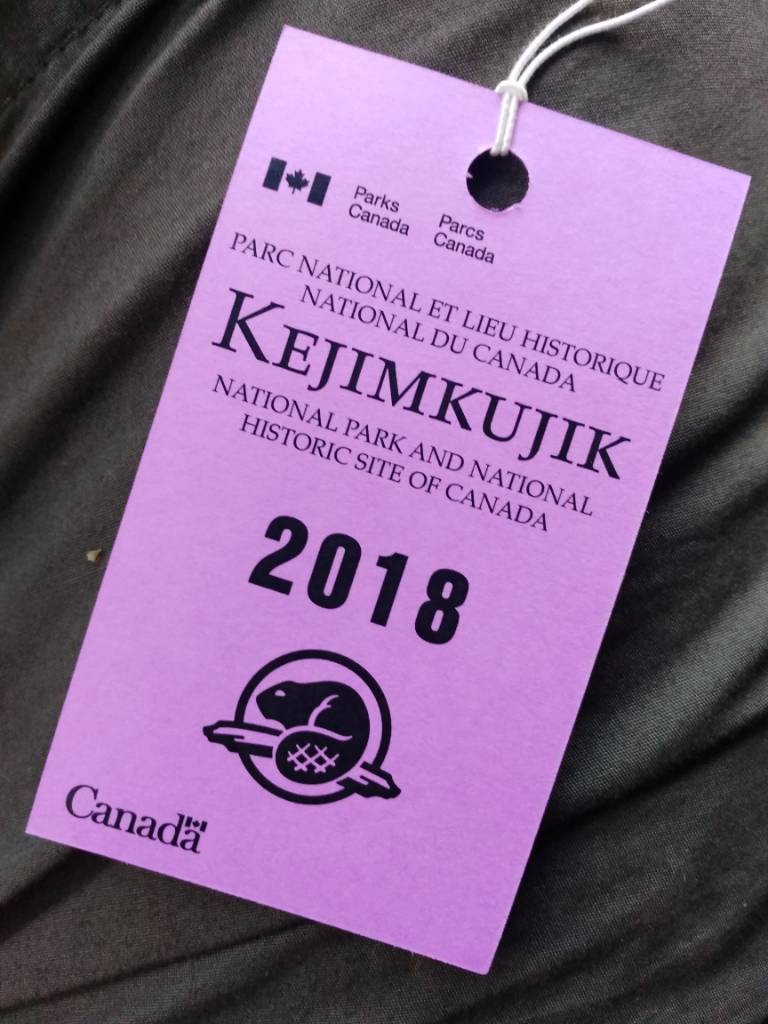 Parks
Canada
Parcs
Canada
PARC NATIONAL ET LIEU HISTORIQUE
NATIONAL DU CANADA
KEJIMKUJIK
NATIONAL PARK AND NATIONAL
HISTORIC SITE OF CANADA
2018
Canada